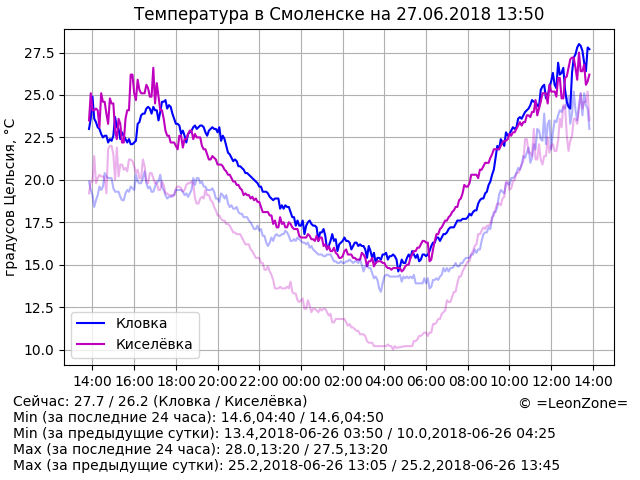 Температура в Смоленске на 27.06.2018 13:50
градусов Цельсия, °C
27.5
25.0
22.5
20.0
17.5
15.0
12.5
10.0
Кловка
Киселёвка
14:00 16:00 18:00 20:00 22:00 00:00 02:00 04:00 06:00 08:00 10:00 12:00 14:00
Сейчас: 27.7 / 26.2 (Кловка / Киселёвка)
© =LeonZone=
Min (за последние 24 часа): 14.6,04:40 / 14.6,04:50
Min (за предыдущие сутки): 13.4,2018-06-26 03:50 / 10.0,2018-06-26 04:25
Max (за последние 24 часа): 28.0,13:20 / 27.5,13:20
Max (за предыдущие сутки): 25.2,2018-06-26 13:05 / 25.2,2018-06-26 13:45